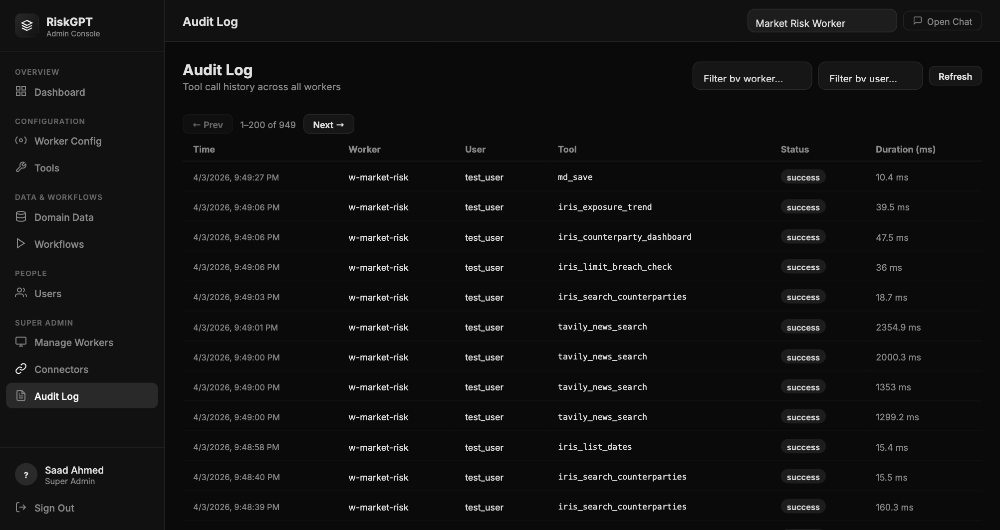 RiskGPT
Admin Console
OVERVIEW
Dashboard
CONFIGURATION
Worker Config
Tools
DATA & WORKFLOWS
Domain Data
Workflows
PEOPLE
Users
SUPER ADMIN
Manage Workers
Connectors
Audit Log
?
Saad Ahmed
Super Admin
Sign Out
Audit Log
Market Risk Worker
Open Chat
Audit Log
Tool call history across all workers
Filter by worker...
Filter by user...
Refresh
← Prev 1–200 of 949 Next →
Time Worker User Tool Status Duration (ms)
4/3/2026, 9:49:27 PM w-market-risk test_user md_save success 10.4 ms
4/3/2026, 9:49:06 PM w-market-risk test_user iris_exposure_trend success 39.5 ms
4/3/2026, 9:49:06 PM w-market-risk test_user iris_counterparty_dashboard success 47.5 ms
4/3/2026, 9:49:06 PM w-market-risk test_user iris_limit_breach_check success 36 ms
4/3/2026, 9:49:03 PM w-market-risk test_user iris_search_counterparties success 18.7 ms
4/3/2026, 9:49:01 PM w-market-risk test_user tavily_news_search success 2354.9 ms
4/3/2026, 9:49:00 PM w-market-risk test_user tavily_news_search success 2000.3 ms
4/3/2026, 9:49:00 PM w-market-risk test_user tavily_news_search success 1353 ms
4/3/2026, 9:49:00 PM w-market-risk test_user tavily_news_search success 1299.2 ms
4/3/2026, 9:48:58 PM w-market-risk test_user iris_list_dates success 15.4 ms
4/3/2026, 9:48:40 PM w-market-risk test_user iris_search_counterparties success 15.5 ms
4/3/2026, 9:48:39 PM w-market-risk test_user iris_search_counterparties success 160.3 ms